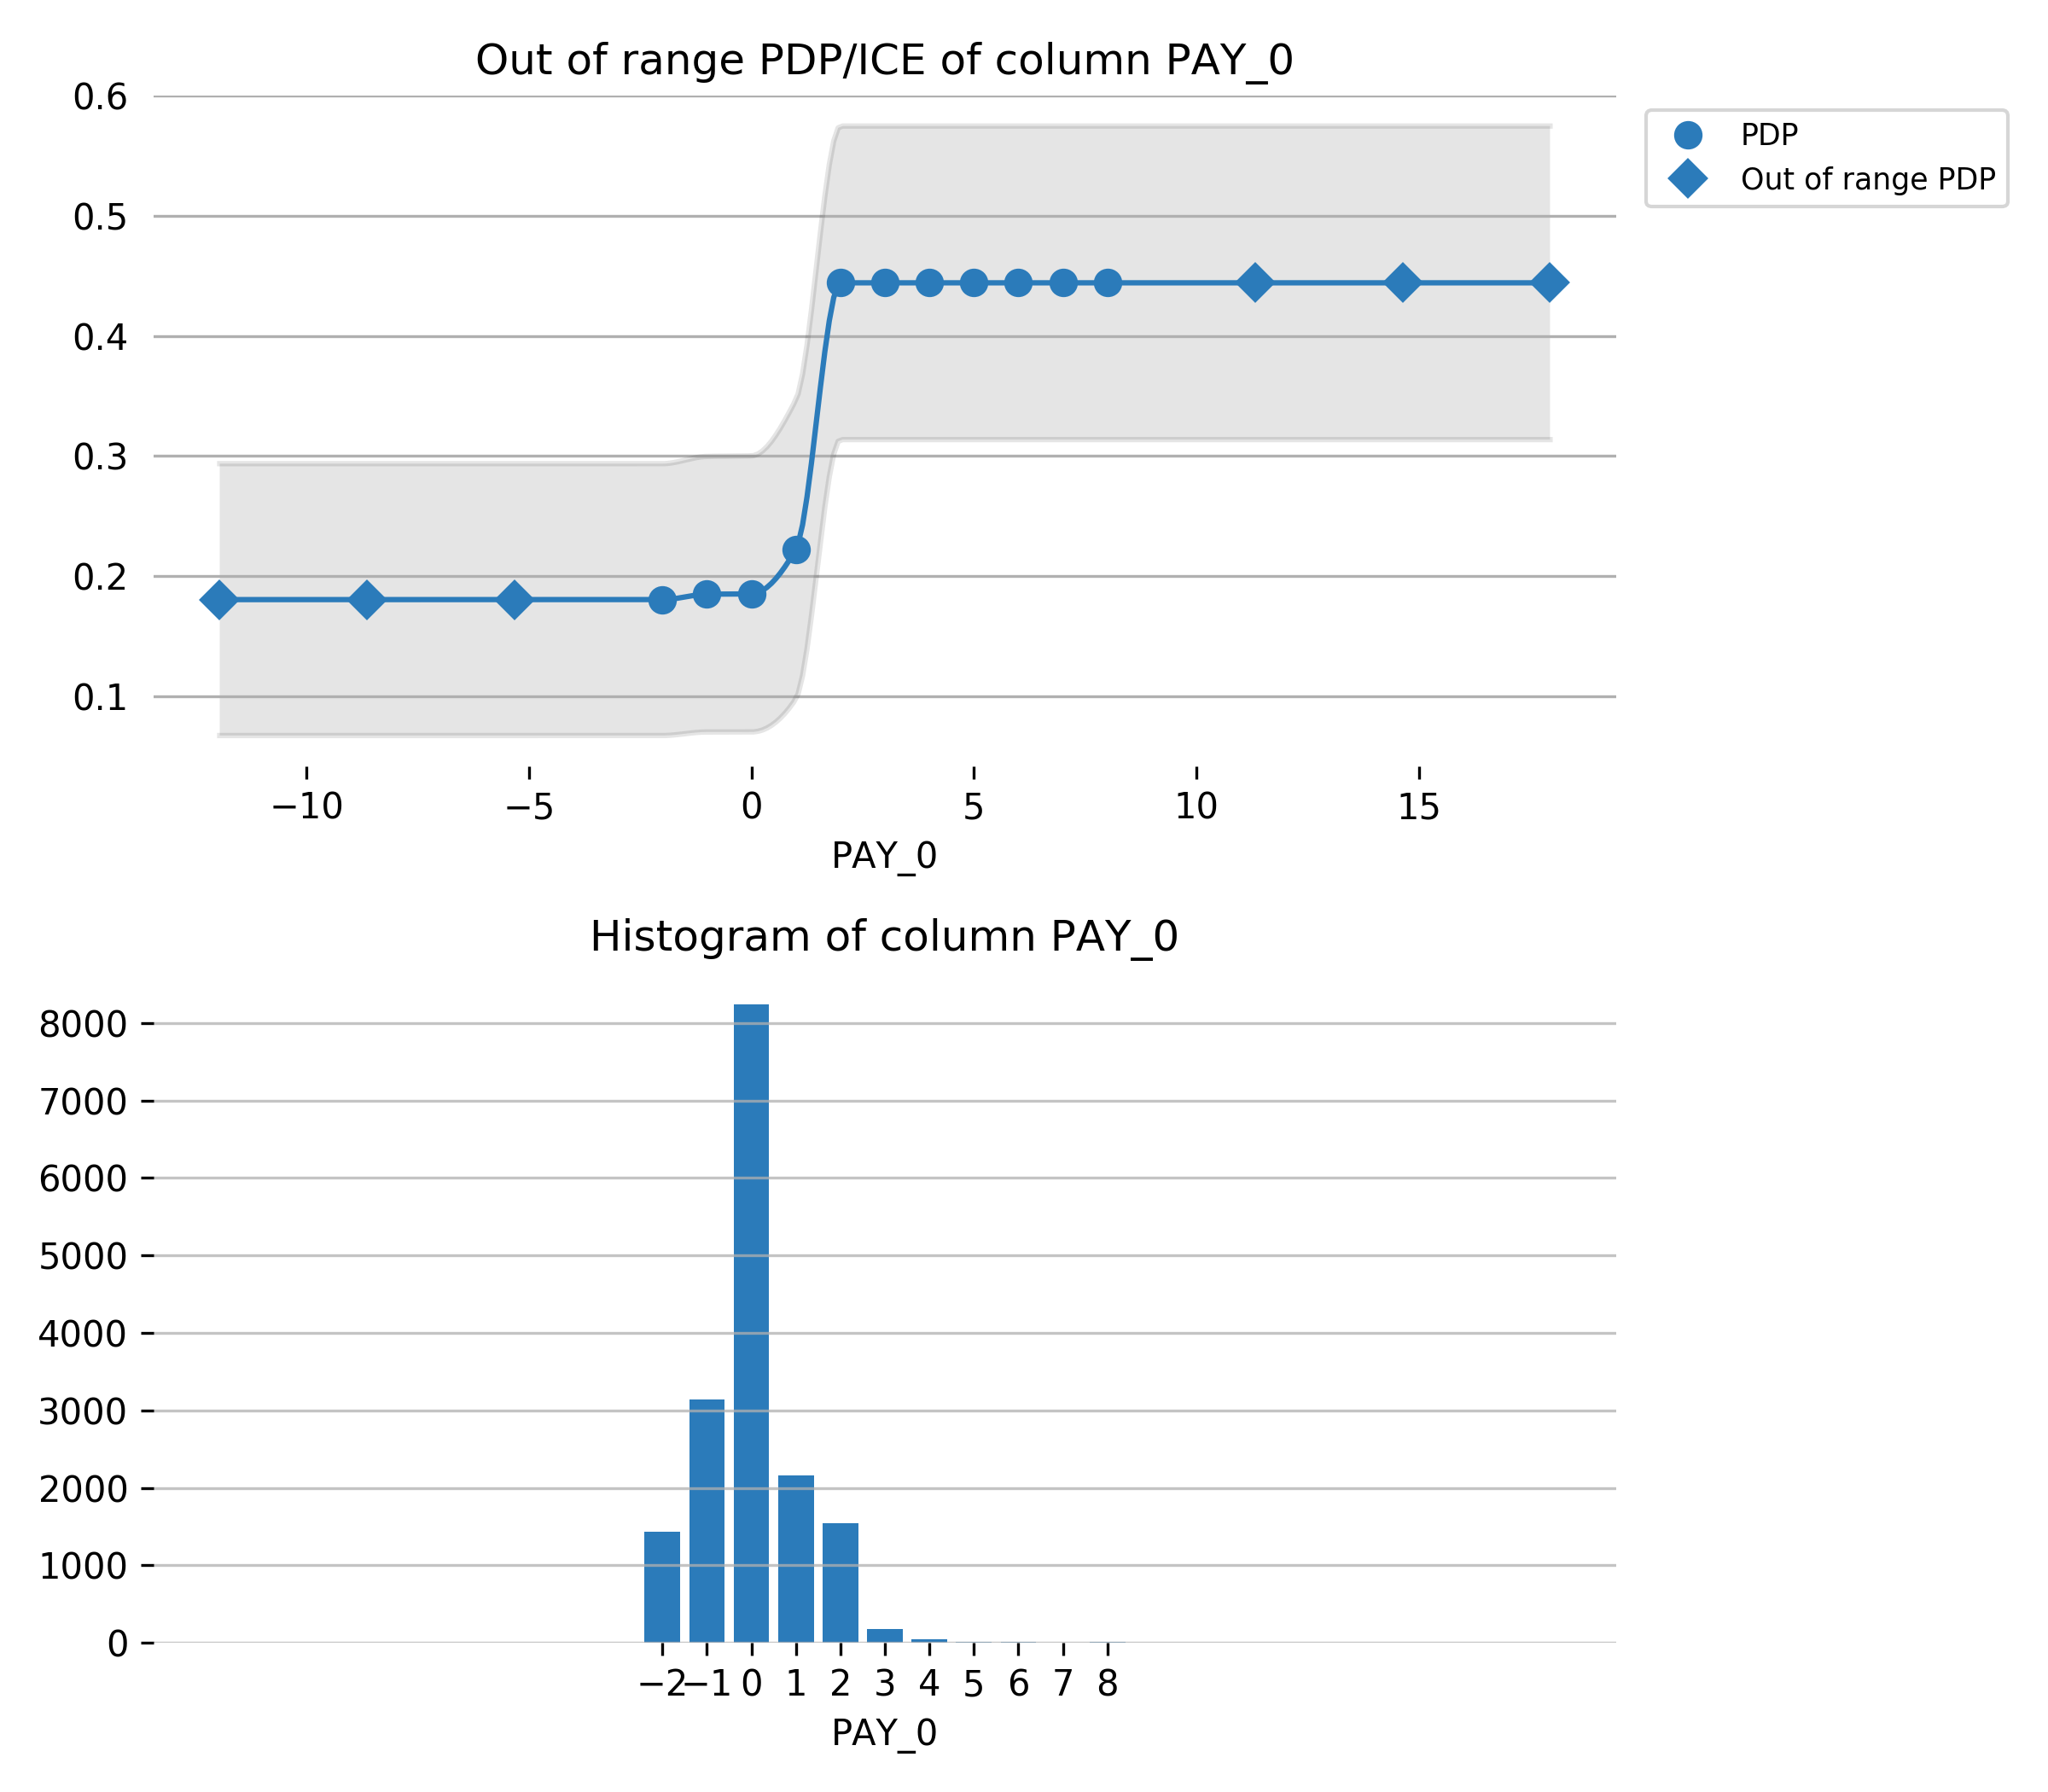 Out of range PDP/ICE of column PAY_0
0.6
0.5
0.4
0.3
0.2
0.1
PDP
Out of range PDP
−10 −5 0 5 10 15
PAY_0
Histogram of column PAY_0
8000
7000
6000
5000
4000
3000
2000
1000
0
−2 −1 0 1 2 3 4 5 6 7 8
PAY_0